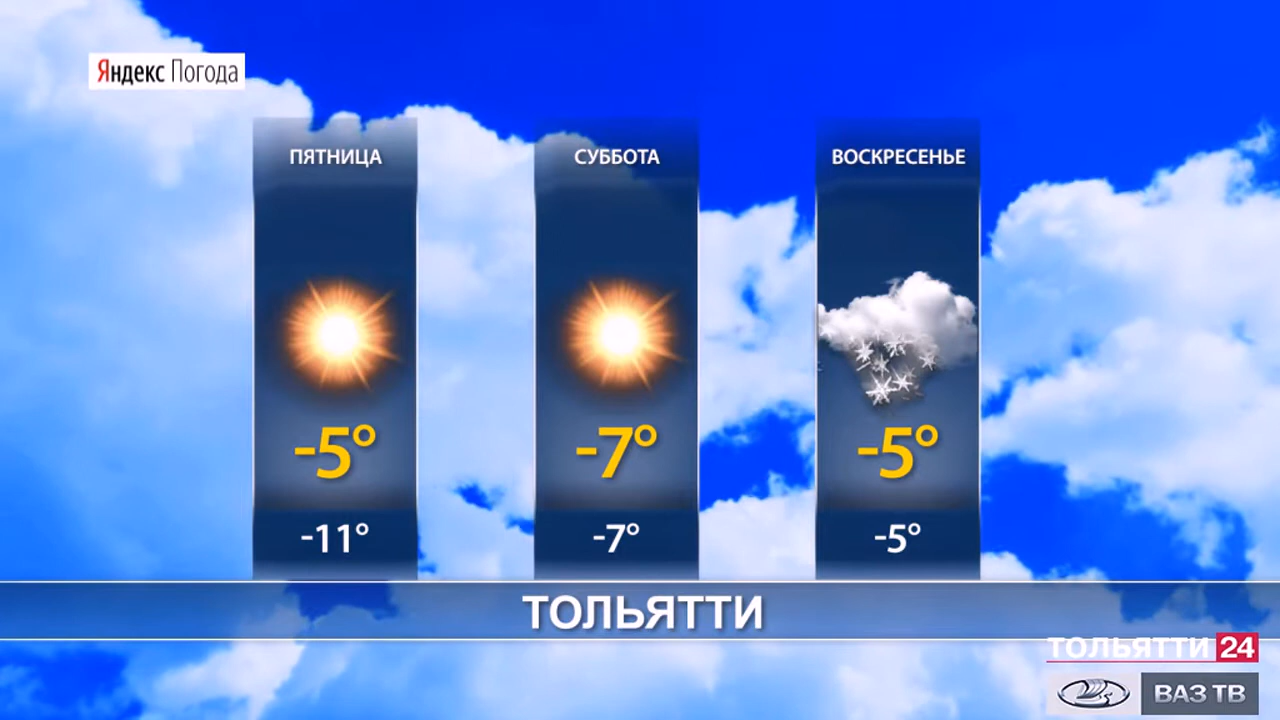 Яндекс Погода
ПЯТНИЦА
СУББОТА
ВОСКРЕСЕНЬЕ
-5°
-7°
-5°
-11°
-7°
-5°
ТОЛЬЯТТИ
ТОЛЬЯТТИ 24
ВАЗ ТВ